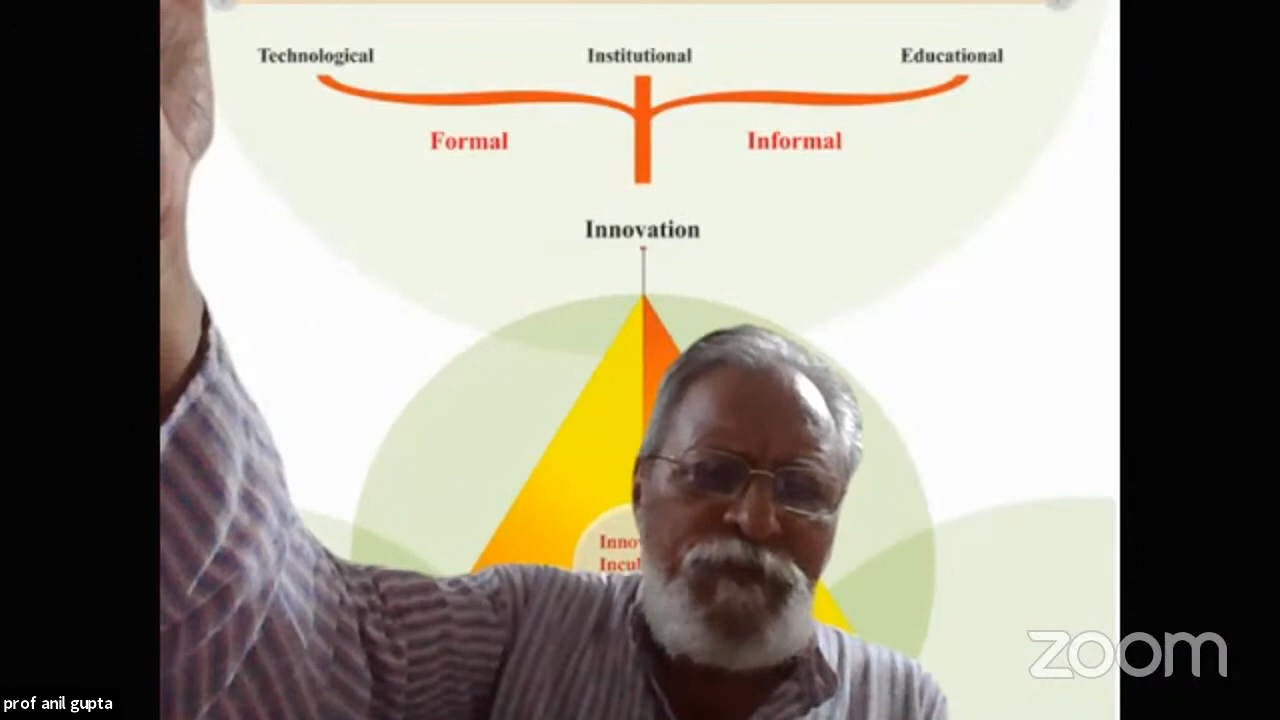 Technological Institutional Educational
Formal Informal
Innovation
zoom
prof anil gupta